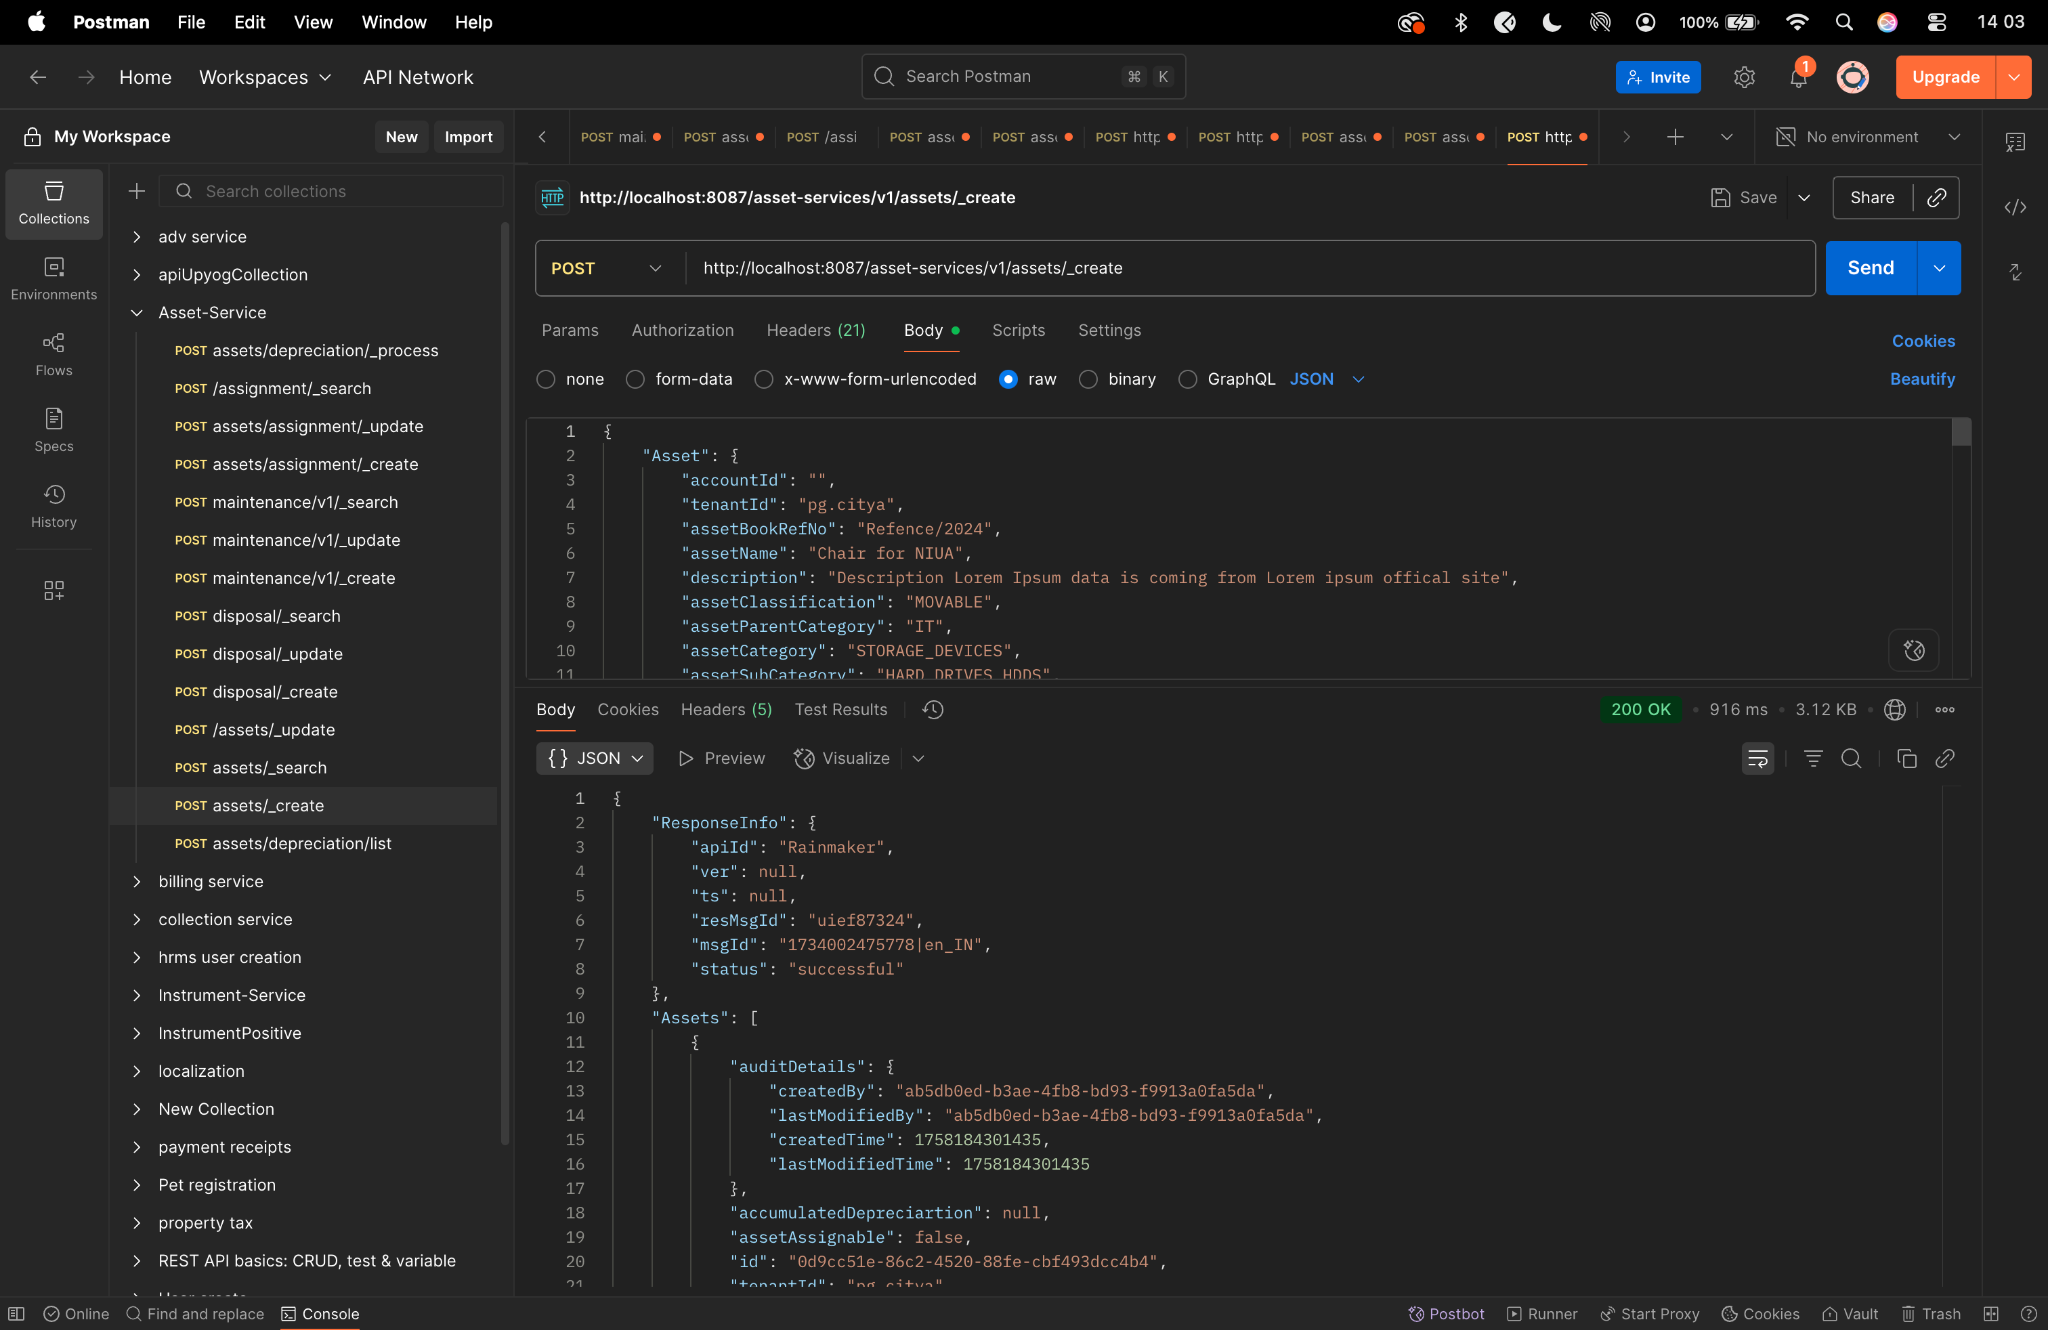 Postman File Edit View Window Help 100% 14 03
Home Workspaces API Network Search Postman ⌘ K Invite 1 Upgrade
My Workspace New Import
POST mai. POST ass POST /assi POST ass POST ass POST http POST http POST ass POST ass POST http No environment
Collections
Environments
Flows
Specs
History
Search collections
adv service
apiUpyogCollection
Asset-Service
POST assets/depreciation/_process
POST /assignment/_search
POST assets/assignment/_update
POST assets/assignment/_create
POST maintenance/v1/_search
POST maintenance/v1/_update
POST maintenance/v1/_create
POST disposal/_search
POST disposal/_update
POST disposal/_create
POST /assets/_update
POST assets/_search
POST assets/_create
POST assets/depreciation/list
billing service
collection service
hrms user creation
Instrument-Service
InstrumentPositive
localization
New Collection
payment receipts
Pet registration
property tax
REST API basics: CRUD, test & variable
HTTP http://localhost:8087/asset-services/v1/assets/_create Save Share
POST http://localhost:8087/asset-services/v1/assets/_create Send
Params Authorization Headers (21) Body Scripts Settings Cookies
none form-data x-www-form-urlencoded raw binary GraphQL JSON Beautify
1 {
2 "Asset": {
3 "accountId": "",
4 "tenantId": "pg.citya",
5 "assetBookRefNo": "Refence/2024",
6 "assetName": "Chair for NIUA",
7 "description": "Description Lorem Ipsum data is coming from Lorem ipsum offical site",
8 "assetClassification": "MOVABLE",
9 "assetParentCategory": "IT",
10 "assetCategory": "STORAGE_DEVICES",
11 "assetSubCategory": "HARD_DRIVES_HDDS",
Body Cookies Headers (5) Test Results 200 OK • 916 ms • 3.12 KB •
{} JSON Preview Visualize
1 {
2 "ResponseInfo": {
3 "apiId": "Rainmaker",
4 "ver": null,
5 "ts": null,
6 "resMsgId": "uief87324",
7 "msgId": "1734002475778|en_IN",
8 "status": "successful"
9 },
10 "Assets": [
11 {
12 "auditDetails": {
13 "createdBy": "ab5db0ed-b3ae-4fb8-bd93-f9913a0fa5da",
14 "lastModifiedBy": "ab5db0ed-b3ae-4fb8-bd93-f9913a0fa5da",
15 "createdTime": 1758184301435,
16 "lastModifiedTime": 1758184301435
17 },
18 "accumulatedDepreciartion": null,
19 "assetAssignable": false,
20 "id": "0d9cc51e-86c2-4520-88fe-cbf493dcc4b4",
21 "tenantId": "pg.citya"
Online Find and replace Console Postbot Runner Start Proxy Cookies Vault Trash